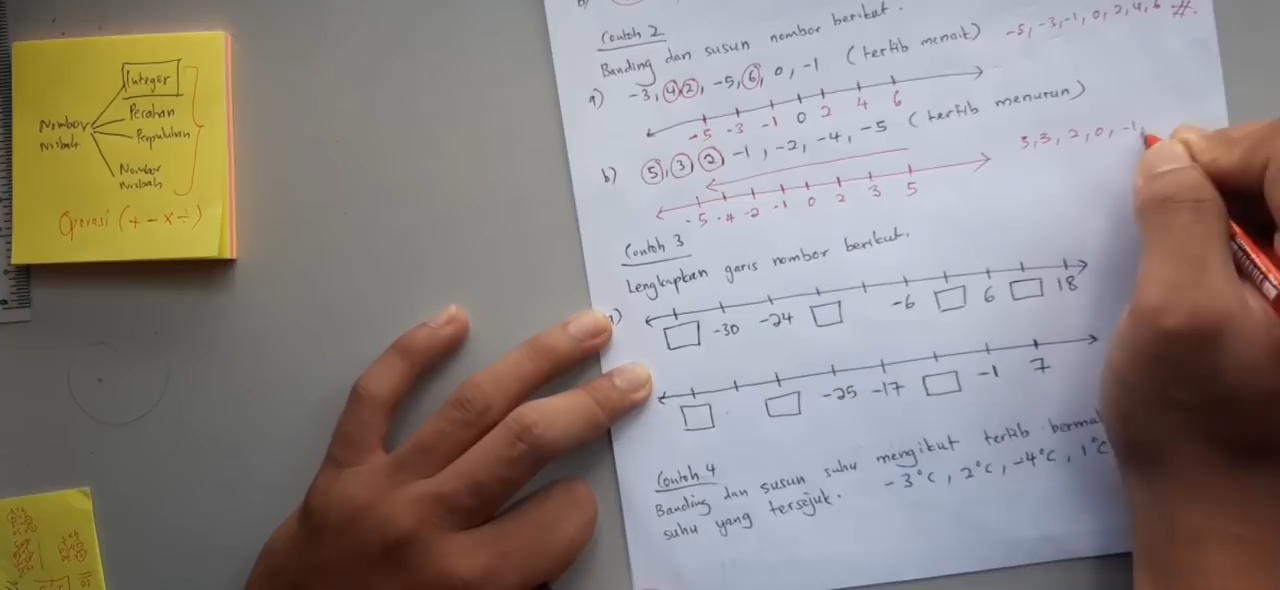 Integer
Pecahan
Nombor
Perpuluhan
Nisbah
Nombor
Nisbah
Operasi (+ - × ÷)
Contoh 2
Banding dan susun nombor berikut.
a) -3, 4, 2, -5, 6, 0, -1 (tertib menaik) -5, -3, -1, 0, 2, 4, 6 #
-5 -3 -1 0 2 4 6
b) 5, 3, 2, -1, -2, -4, -5 (tertib menurun)
5, 3, 2, 0, -1,
-5 -4 -2 -1 0 2 3 5
Contoh 3
Lengkapkan garis nombor berikut.
-30 -24 -6 6 18
-25 -17 -1 7
Contoh 4
Banding dan susun suhu mengikut tertib
suhu yang tersejuk. -3°C, 2°C, -4°C, 1°C